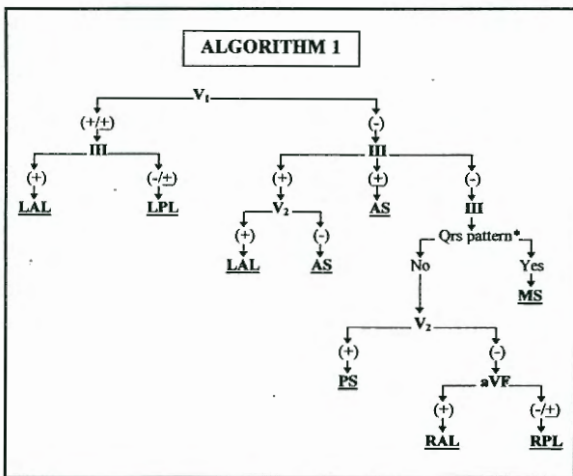 ALGORITHM 1
V₁
(+/±) (-)
III III
(+) (-/±) (+) (±) (-)
LAL LPL V₂ AS III
(+) (-) Qrs pattern*
LAL AS No Yes
MS
V₂
(+) (-)
PS aVF
(+) (-/±)
RAL RPL